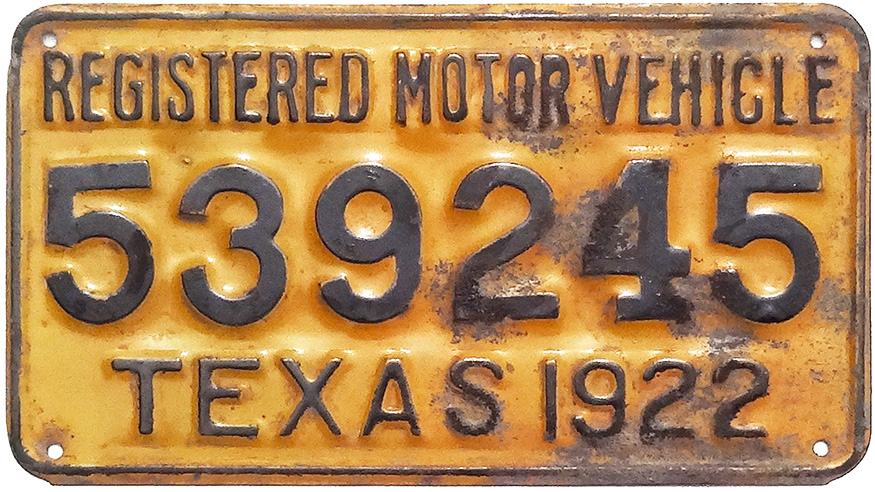 REGISTERED MOTOR VEHICLE
539245
TEXAS 1922